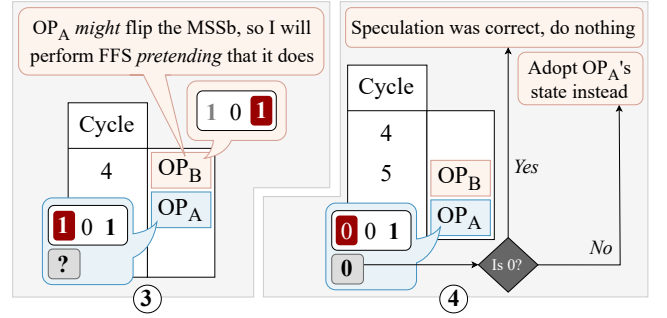 OPA might flip the MSSb, so I will
perform FFS pretending that it does
1 0 1
Cycle
4
OPB
OPA
1 0 1
?
3
Speculation was correct, do nothing
Adopt OPA's
state instead
Cycle
4
5
OPB
OPA
Yes
No
0 0 1
0
Is 0?
4